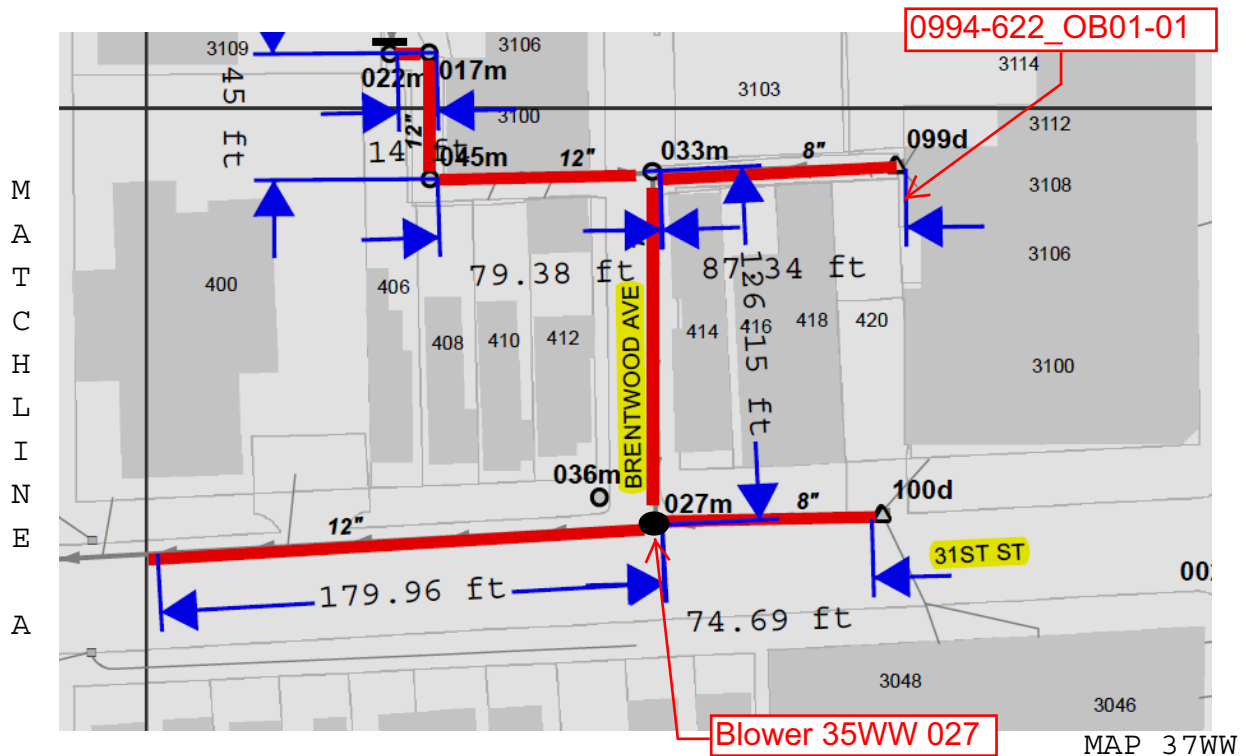 0994-622_OB01-01
3109
3106
3114
022m
017m
3103
45 ft
3100
3112
12"
14 ft
045m
12"
033m
8"
099d
3108
MATCHLINE A
3106
400
406
79.38 ft
87.34 ft
126.15 ft
408
410
412
414
416
418
420
3100
BRENTWOOD AVE
036m
027m
8"
100d
12"
31ST ST
179.96 ft
74.69 ft
3048
3046
Blower 35WW 027
MAP 37WW